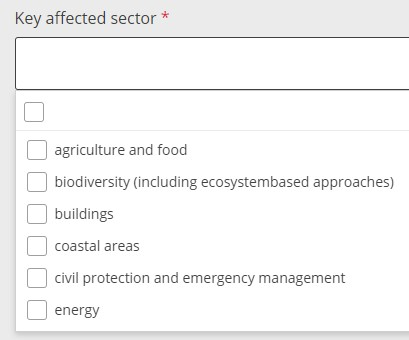 Key affected sector *
agriculture and food
biodiversity (including ecosystembased approaches)
buildings
coastal areas
civil protection and emergency management
energy